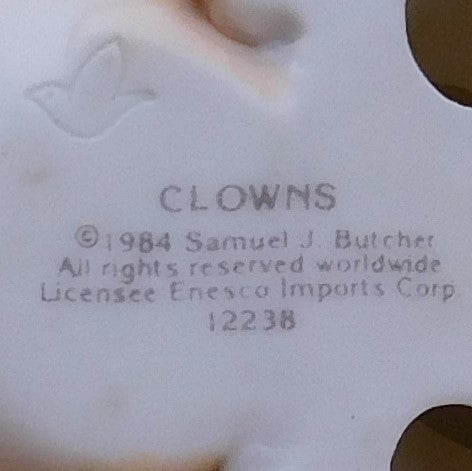 CLOWNS
©1984 Samuel J. Butcher
All rights reserved worldwide
Licensee Enesco Imports Corp
12238